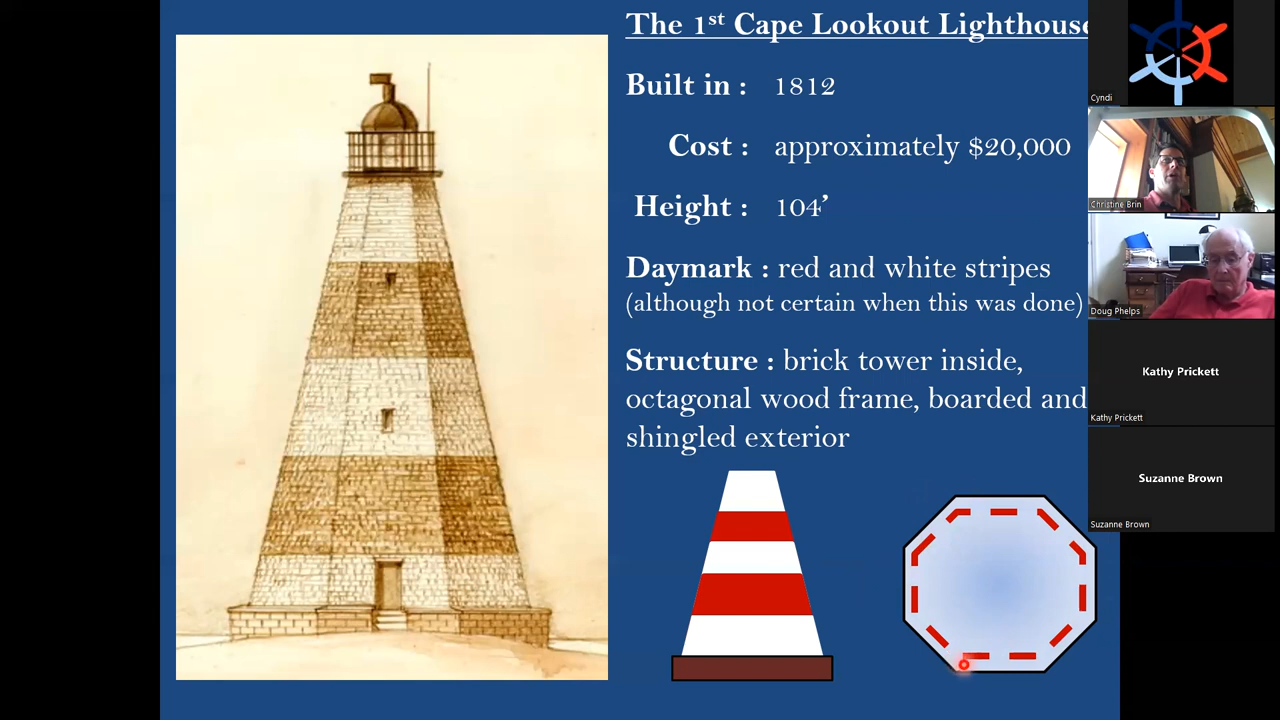 The 1st Cape Lookout Lighthouse
Built in : 1812
Cost : approximately $20,000
Height : 104’
Daymark : red and white stripes
(although not certain when this was done)
Structure : brick tower inside,
octagonal wood frame, boarded and
shingled exterior
Cyndi
Christine Brin
Doug Phelps
Kathy Prickett
Kathy Prickett
Suzanne Brown
Suzanne Brown